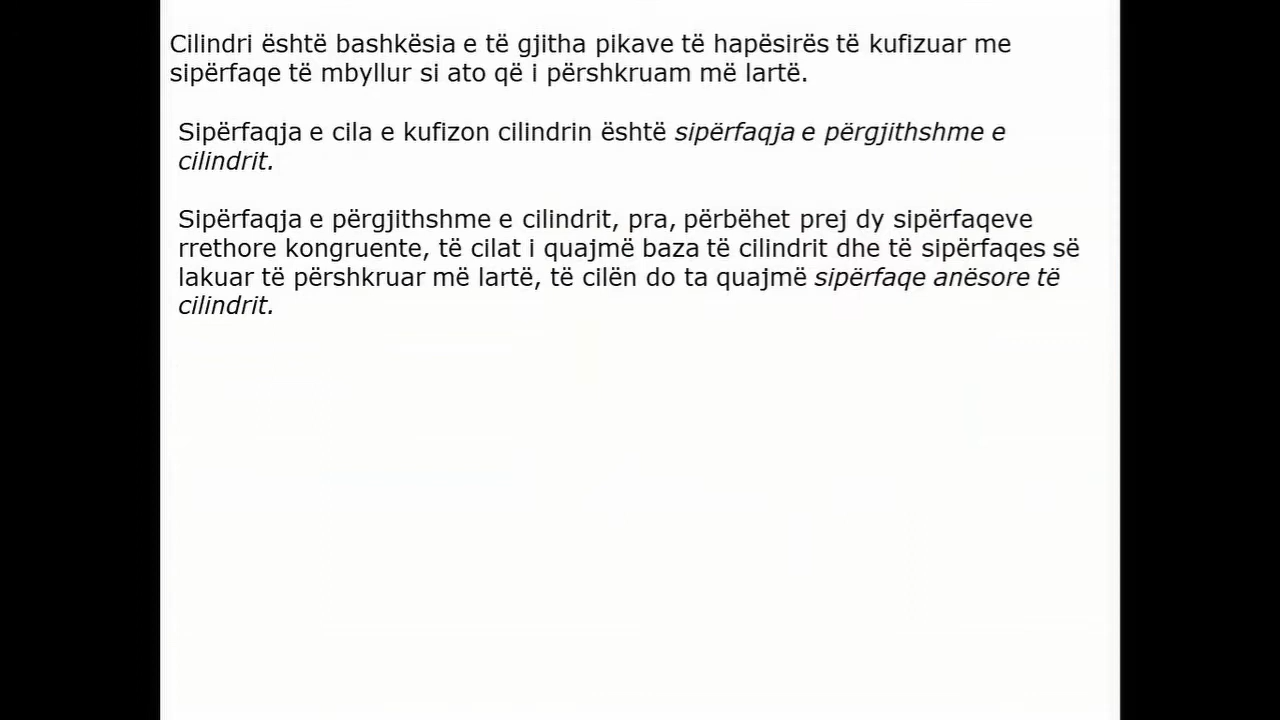 Cilindri është bashkësia e të gjitha pikave të hapësirës të kufizuar me
sipërfaqe të mbyllur si ato që i përshkruam më lartë.
Sipërfaqja e cila e kufizon cilindrin është sipërfaqja e përgjithshme e
cilindrit.
Sipërfaqja e përgjithshme e cilindrit, pra, përbëhet prej dy sipërfaqeve
rrethore kongruente, të cilat i quajmë baza të cilindrit dhe të sipërfaqes së
lakuar të përshkruar më lartë, të cilën do ta quajmë sipërfaqe anësore të
cilindrit.